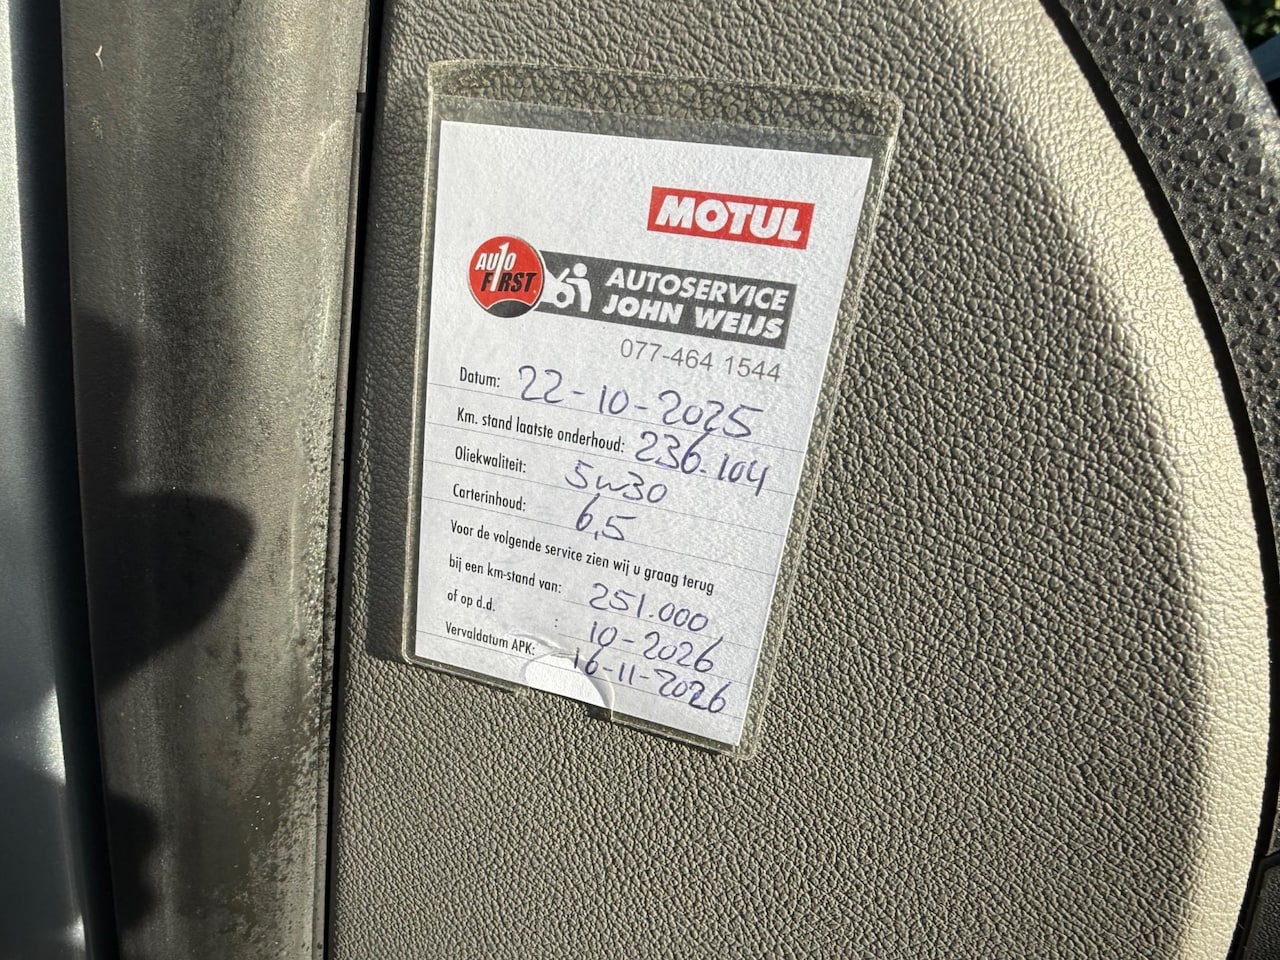 MOTUL
AUTO FIRST
AUTOSERVICE
JOHN WEIJS
077-464 1544
Datum: 22-10-2025
Km. stand laatste onderhoud: 236.104
Oliekwaliteit: 5w30
Carterinhoud: 6,5
Voor de volgende service zien wij u graag terug
bij een km-stand van: 251.000
of op d.d. : 10-2026
Vervaldatum APK: 16-11-2026